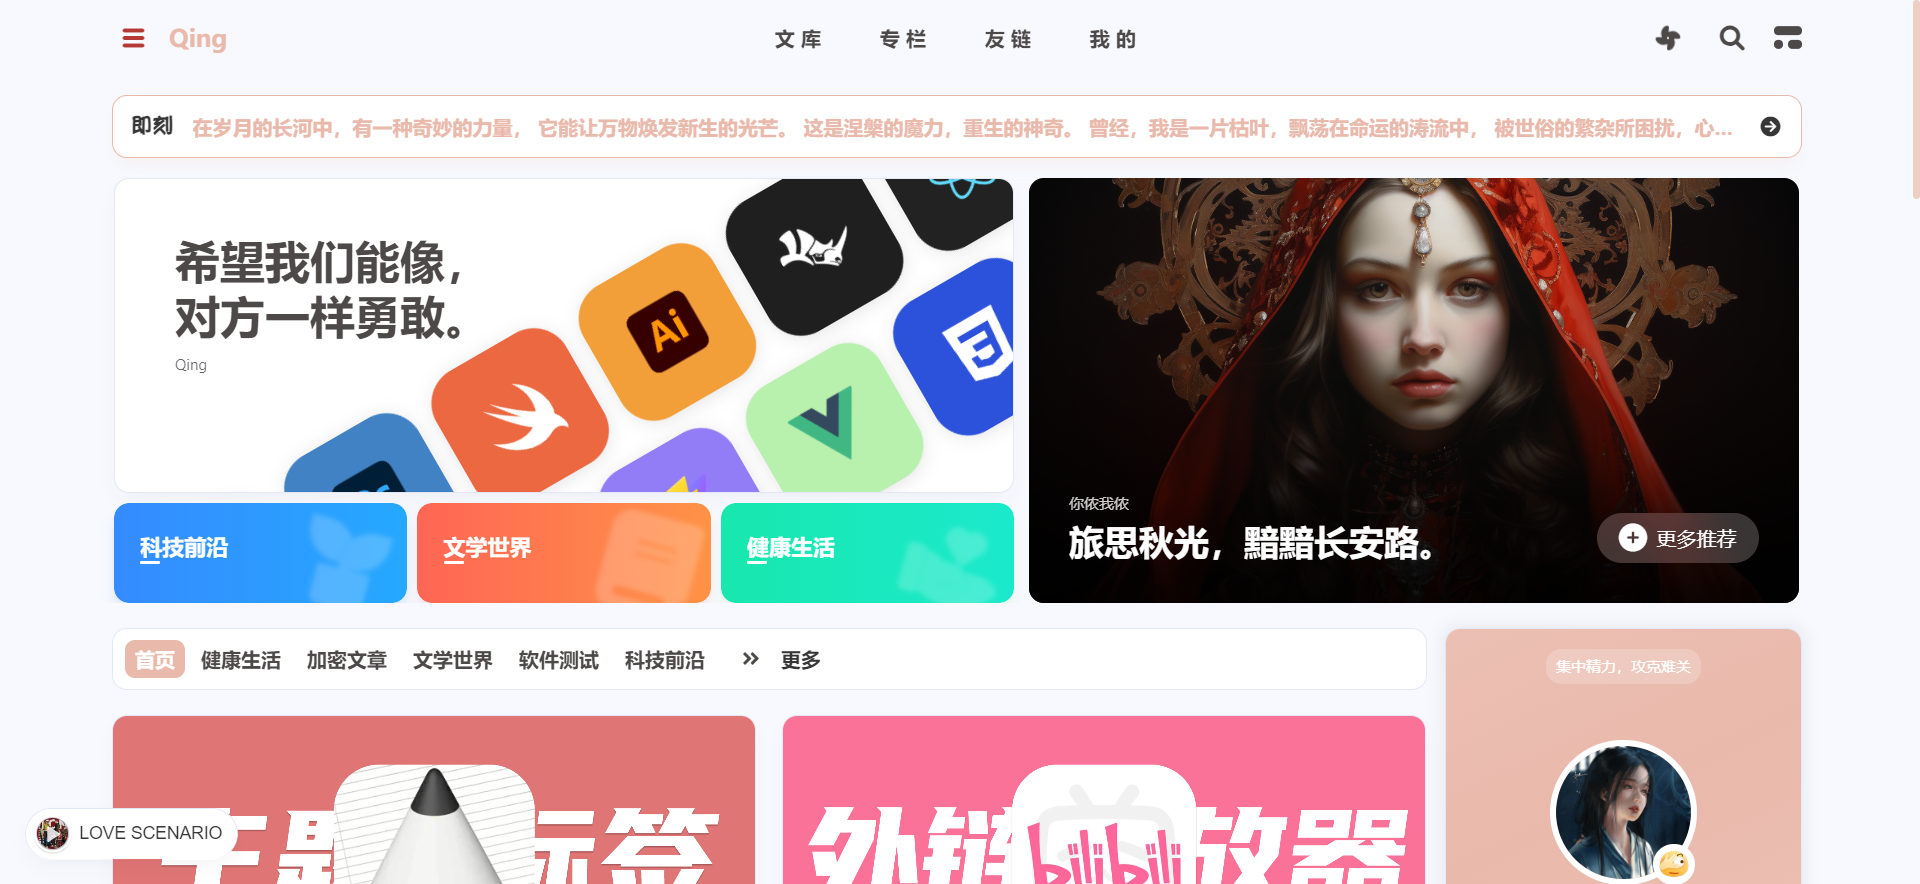 Qing
文库
专栏
友链
我的
即刻
在岁月的长河中，有一种奇妙的力量， 它能让万物焕发新生的光芒。 这是涅槃的魔力，重生的神奇。 曾经，我是一片枯叶，飘荡在命运的涛流中， 被世俗的繁杂所困扰，心...
希望我们能像，
对方一样勇敢。
Qing
Ai
科技前沿
文学世界
健康生活
你侬我侬
旅思秋光，黯黯长安路。
更多推荐
首页
健康生活
加密文章
文学世界
软件测试
科技前沿
更多
集中精力，攻克难关
主题标签
外链
bilibili
放器
LOVE SCENARIO